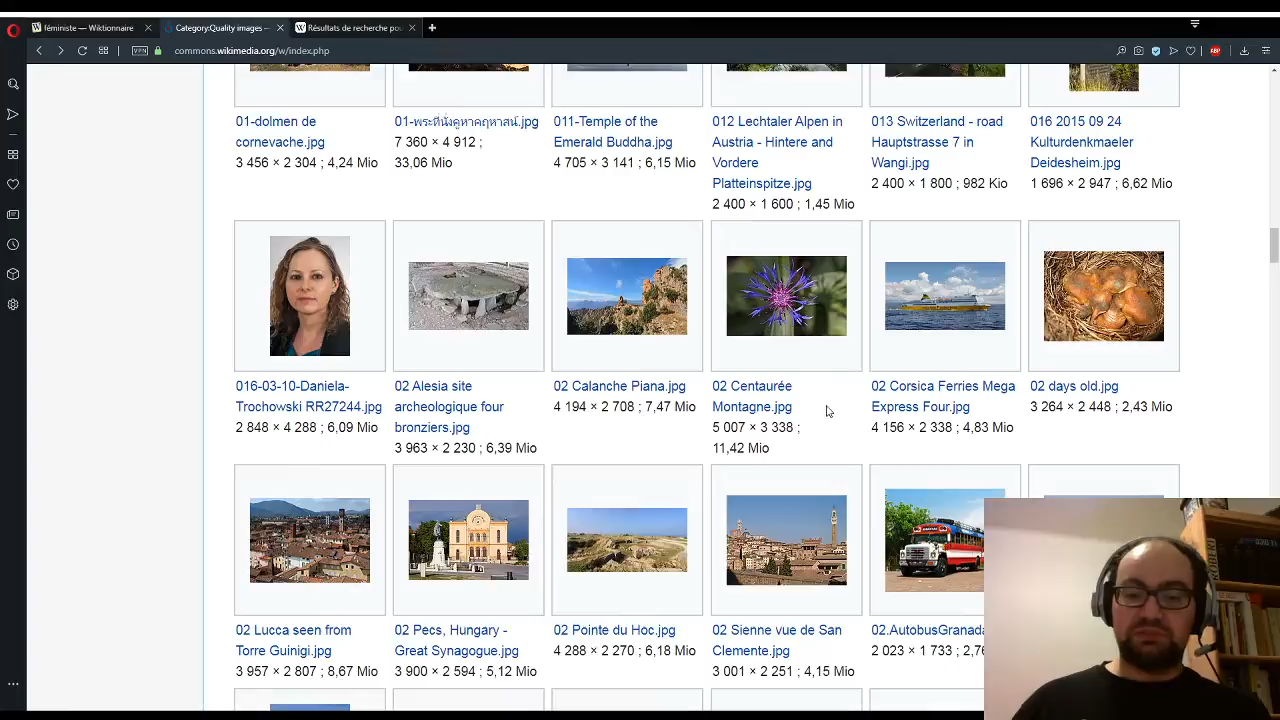 féministe — Wiktionnaire
Category:Quality images –
Résultats de recherche pou
VPN
commons.wikimedia.org/w/index.php
ABP
01-dolmen de
cornevache.jpg
3 456 × 2 304 ; 4,24 Mio
01-พระที่นั่งคูหาคฤหาสน์.jpg
7 360 × 4 912 ;
33,06 Mio
011-Temple of the
Emerald Buddha.jpg
4 705 × 3 141 ; 6,15 Mio
012 Lechtaler Alpen in
Austria - Hintere and
Vordere
Platteinspitze.jpg
2 400 × 1 600 ; 1,45 Mio
013 Switzerland - road
Hauptstrasse 7 in
Wangi.jpg
2 400 × 1 800 ; 982 Kio
016 2015 09 24
Kulturdenkmaeler
Deidesheim.jpg
1 696 × 2 947 ; 6,62 Mio
016-03-10-Daniela-
Trochowski RR27244.jpg
2 848 × 4 288 ; 6,09 Mio
02 Alesia site
archeologique four
bronziers.jpg
3 963 × 2 230 ; 6,39 Mio
02 Calanche Piana.jpg
4 194 × 2 708 ; 7,47 Mio
02 Centaurée
Montagne.jpg
5 007 × 3 338 ;
11,42 Mio
02 Corsica Ferries Mega
Express Four.jpg
4 156 × 2 338 ; 4,83 Mio
02 days old.jpg
3 264 × 2 448 ; 2,43 Mio
02 Lucca seen from
Torre Guinigi.jpg
3 957 × 2 807 ; 8,67 Mio
02 Pecs, Hungary -
Great Synagogue.jpg
3 900 × 2 594 ; 5,12 Mio
02 Pointe du Hoc.jpg
4 288 × 2 270 ; 6,18 Mio
02 Sienne vue de San
Clemente.jpg
3 001 × 2 251 ; 4,15 Mio
02.AutobusGranada
2 023 × 1 733 ; 2,76